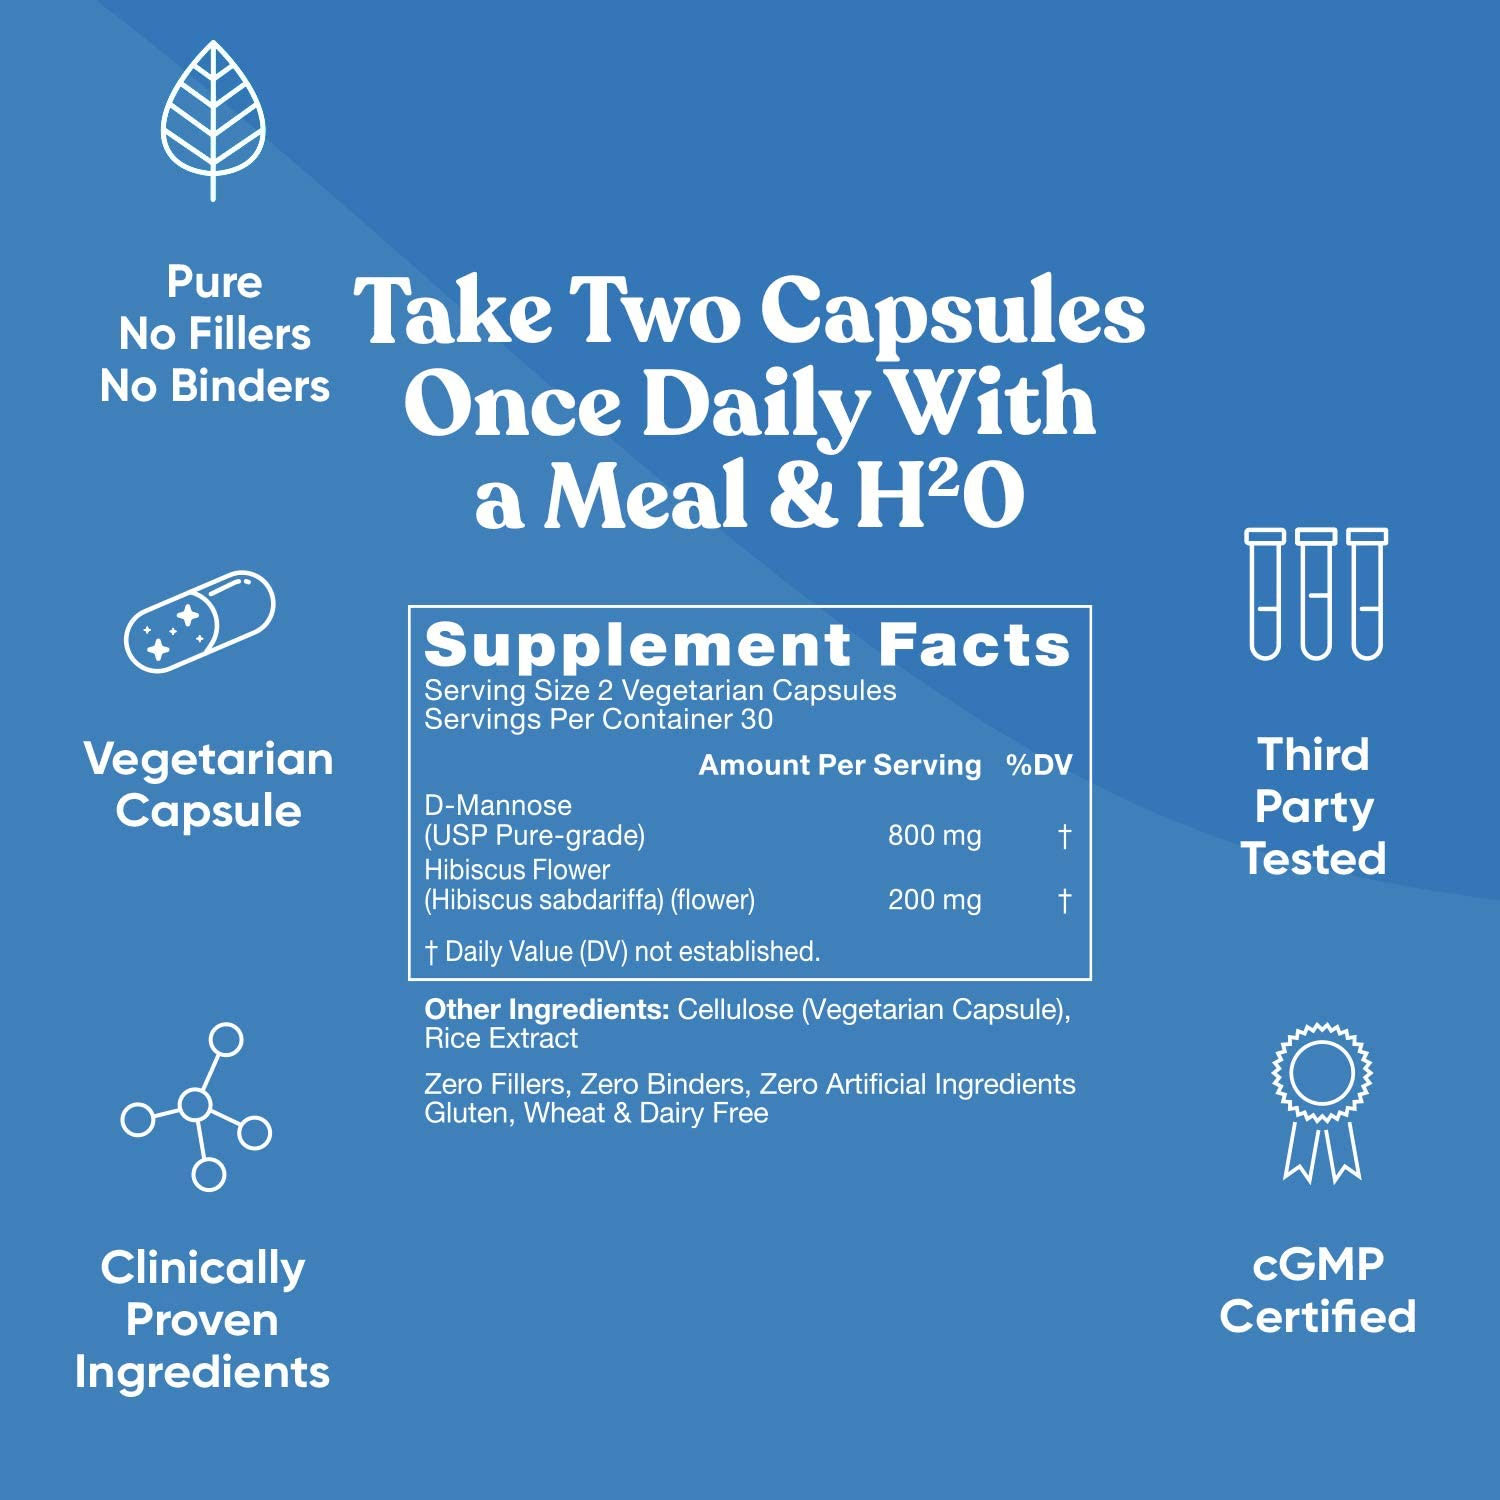 Pure
No Fillers
No Binders
Take Two Capsules
Once Daily With
a Meal & H²O
Vegetarian
Capsule
Supplement Facts
Serving Size 2 Vegetarian Capsules
Servings Per Container 30
Amount Per Serving %DV
D-Mannose
(USP Pure-grade) 800 mg †
Hibiscus Flower
(Hibiscus sabdariffa) (flower) 200 mg †
† Daily Value (DV) not established.
Other Ingredients: Cellulose (Vegetarian Capsule),
Rice Extract
Zero Fillers, Zero Binders, Zero Artificial Ingredients
Gluten, Wheat & Dairy Free
Third
Party
Tested
Clinically
Proven
Ingredients
cGMP
Certified